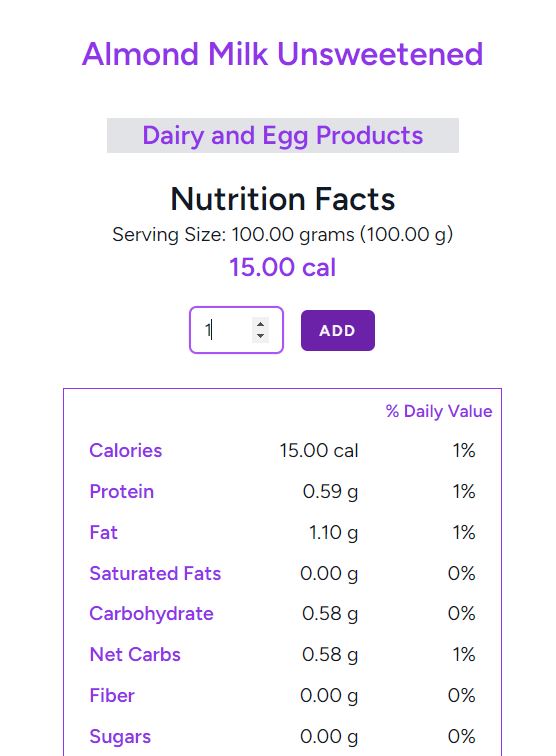 Almond Milk Unsweetened
Dairy and Egg Products
Nutrition Facts
Serving Size: 100.00 grams (100.00 g)
15.00 cal
1 ADD
% Daily Value
Calories 15.00 cal 1%
Protein 0.59 g 1%
Fat 1.10 g 1%
Saturated Fats 0.00 g 0%
Carbohydrate 0.58 g 0%
Net Carbs 0.58 g 1%
Fiber 0.00 g 0%
Sugars 0.00 g 0%